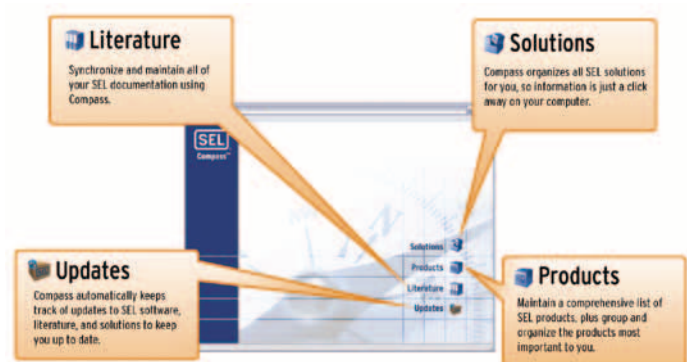 Literature
Synchronize and maintain all of
your SEL documentation using
Compass.
Solutions
Compass organizes all SEL solutions
for you, so information is just a click
away on your computer.
SEL
Compass™
Solutions
Products
Literature
Updates
Updates
Compass automatically keeps
track of updates to SEL software,
literature, and solutions to keep
you up to date.
Products
Maintain a comprehensive list of
SEL products, plus group and
organize the products most
important to you.